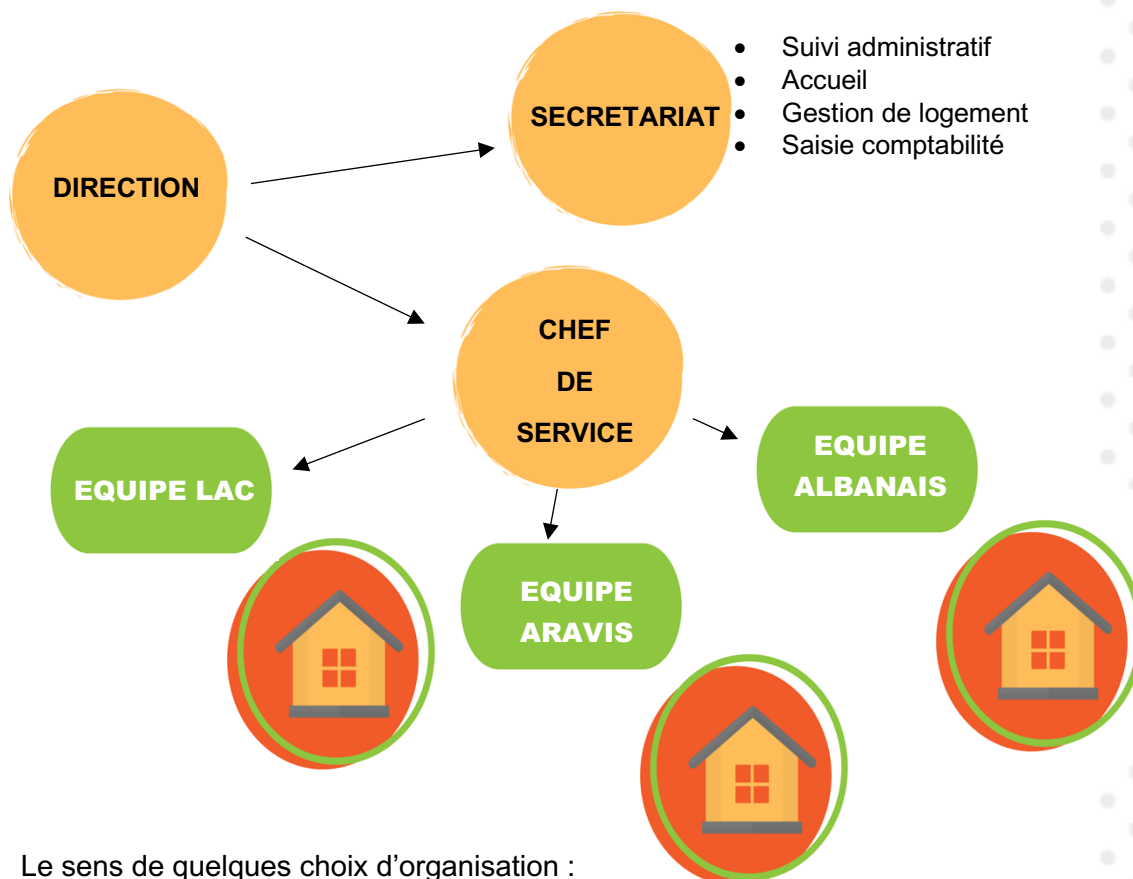 DIRECTION
SECRETARIAT
• Suivi administratif
• Accueil
• Gestion de logement
• Saisie comptabilité
CHEF
DE
SERVICE
EQUIPE LAC
EQUIPE
ARAVIS
EQUIPE
ALBANAIS
Le sens de quelques choix d’organisation :